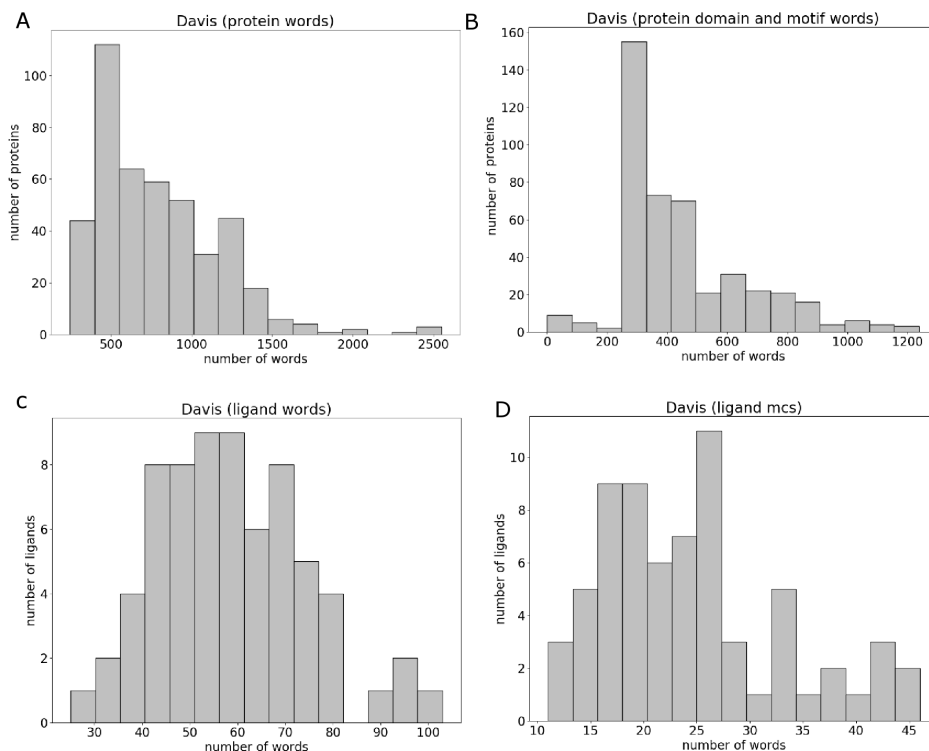 A
Davis (protein words)
100
80
60
40
20
0
number of proteins
500 1000 1500 2000 2500
number of words
B
Davis (protein domain and motif words)
160
140
120
100
80
60
40
20
0
number of proteins
0 200 400 600 800 1000 1200
number of words
C
Davis (ligand words)
8
6
4
2
0
number of ligands
30 40 50 60 70 80 90 100
number of words
D
Davis (ligand mcs)
10
8
6
4
2
0
number of ligands
10 15 20 25 30 35 40 45
number of words